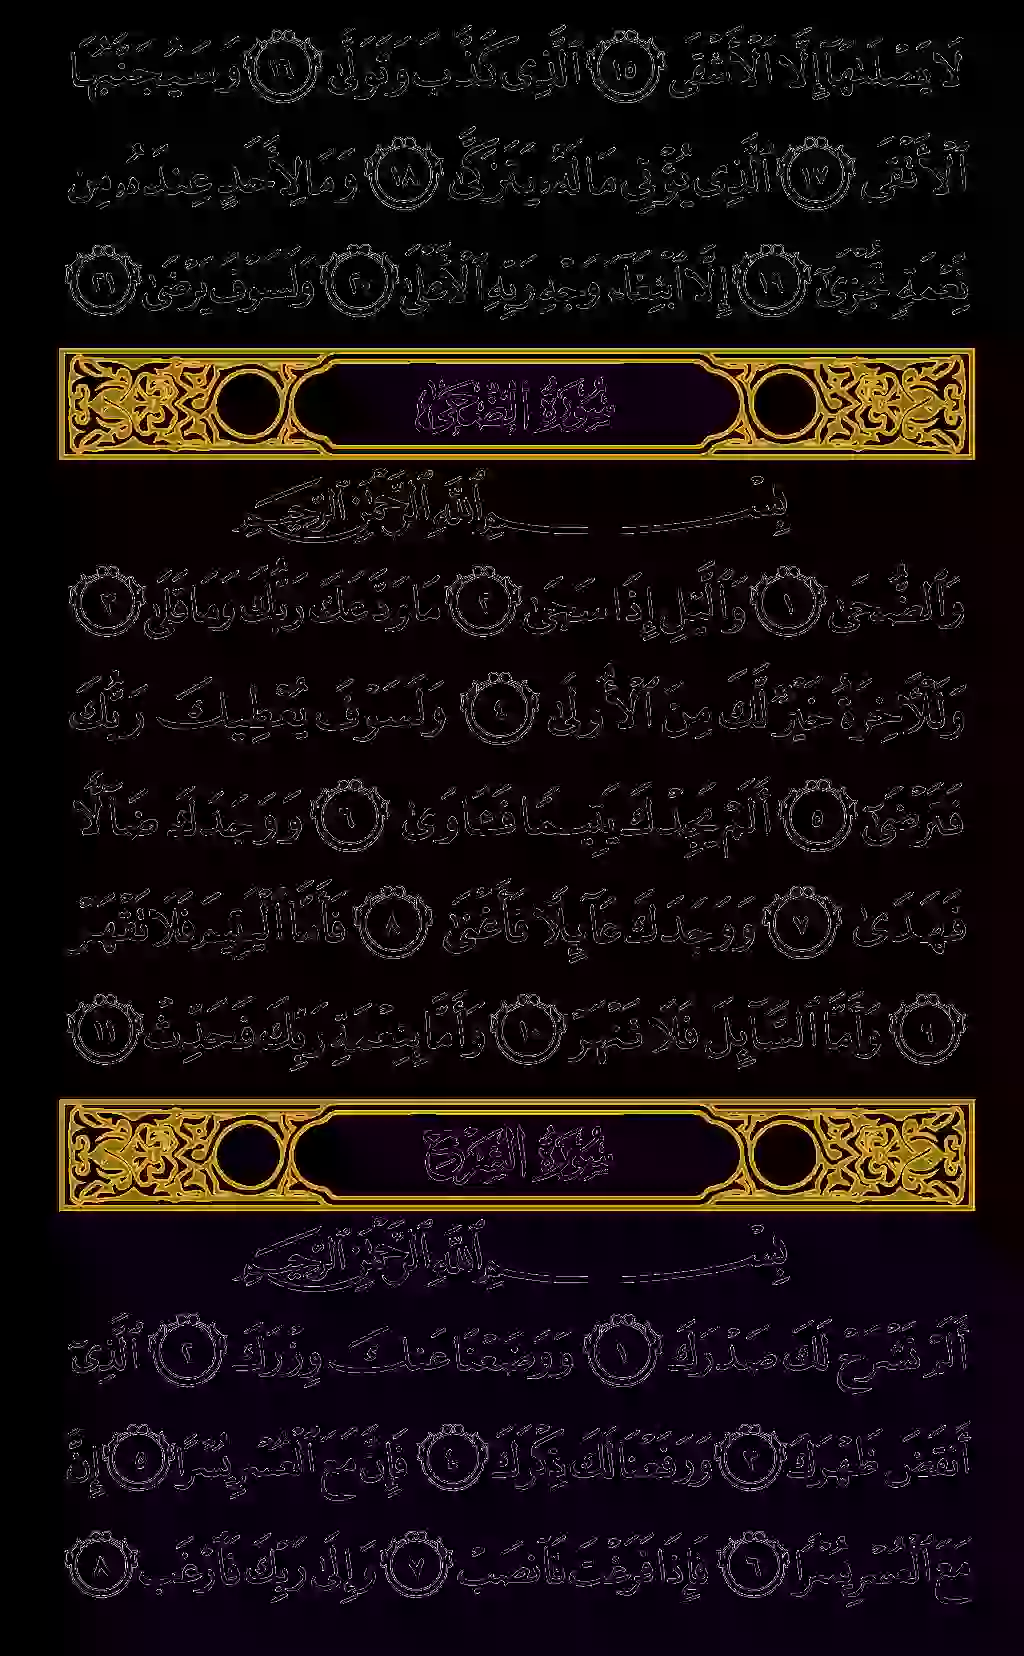 لَا يَصْلَىٰهَآ إِلَّا ٱلْأَشْقَى ١٥ ٱلَّذِى كَذَّبَ وَتَوَلَّىٰ ١٦ وَسَيُجَنَّبُهَا
ٱلْأَتْقَى ١٧ ٱلَّذِى يُؤْتِى مَالَهُۥ يَتَزَكَّىٰ ١٨ وَمَا لِأَحَدٍ عِندَهُۥ مِن
نِّعْمَةٍ تُجْزَىٰٓ ١٩ إِلَّا ٱبْتِغَآءَ وَجْهِ رَبِّهِ ٱلْأَعْلَىٰ ٢٠ وَلَسَوْفَ يَرْضَىٰ ٢١
سُورَةُ ٱلضُّحَىٰ
بِسْمِ ٱللَّهِ ٱلرَّحْمَٰنِ ٱلرَّحِيمِ
وَٱلضُّحَىٰ ١ وَٱلَّيْلِ إِذَا سَجَىٰ ٢ مَا وَدَّعَكَ رَبُّكَ وَمَا قَلَىٰ ٣
وَلَلْـَٔاخِرَةُ خَيْرٌ لَّكَ مِنَ ٱلْأُولَىٰ ٤ وَلَسَوْفَ يُعْطِيكَ رَبُّكَ
فَتَرْضَىٰٓ ٥ أَلَمْ يَجِدْكَ يَتِيمًا فَـَٔاوَىٰ ٦ وَوَجَدَكَ ضَآلًّا
فَهَدَىٰ ٧ وَوَجَدَكَ عَآئِلًا فَأَغْنَىٰ ٨ فَأَمَّا ٱلْيَتِيمَ فَلَا تَقْهَرْ
٩ وَأَمَّا ٱلسَّآئِلَ فَلَا تَنْهَرْ ١٠ وَأَمَّا بِنِعْمَةِ رَبِّكَ فَحَدِّثْ ١١
سُورَةُ ٱلشَّرْحِ
بِسْمِ ٱللَّهِ ٱلرَّحْمَٰنِ ٱلرَّحِيمِ
أَلَمْ نَشْرَحْ لَكَ صَدْرَكَ ١ وَوَضَعْنَا عَنكَ وِزْرَكَ ٢ ٱلَّذِىٓ
أَنقَضَ ظَهْرَكَ ٣ وَرَفَعْنَا لَكَ ذِكْرَكَ ٤ فَإِنَّ مَعَ ٱلْعُسْرِ يُسْرًا ٥ إِنَّ
مَعَ ٱلْعُسْرِ يُسْرًا ٦ فَإِذَا فَرَغْتَ فَٱنصَبْ ٧ وَإِلَىٰ رَبِّكَ فَٱرْغَب ٨